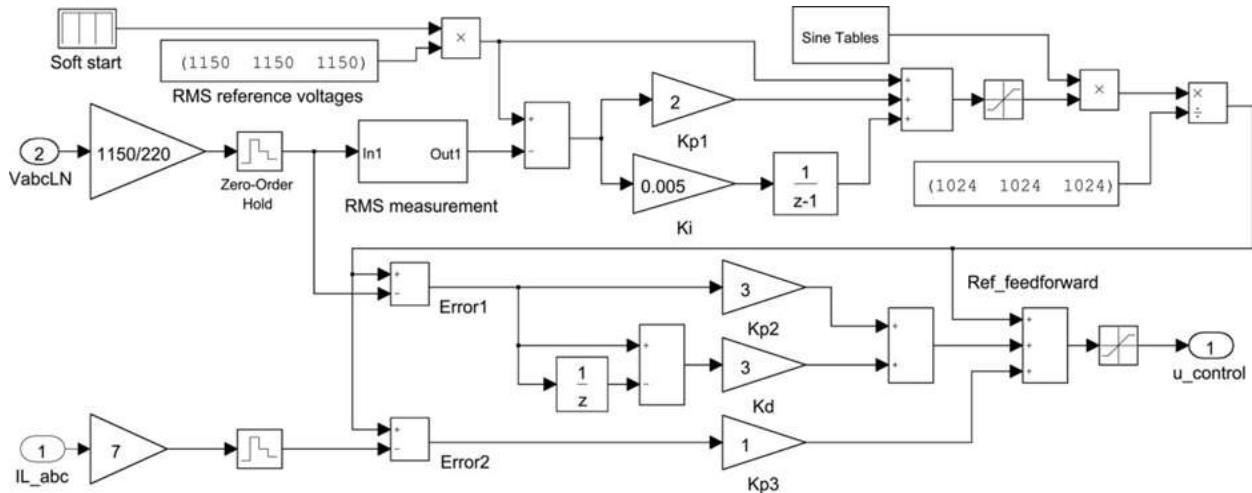 Soft start
(1150 1150 1150)
RMS reference voltages
×
Sine Tables
+
−
2
Kp1
+
+
+
×
×
÷
2
VabcLN
1150/220
Zero-Order
Hold
In1 Out1
RMS measurement
0.005
Ki
1
z-1
(1024 1024 1024)
+
−
Error1
3
Kp2
Ref_feedforward
1
z
+
−
3
Kd
+
+
+
+
+
1
u_control
1
IL_abc
7
+
−
Error2
1
Kp3